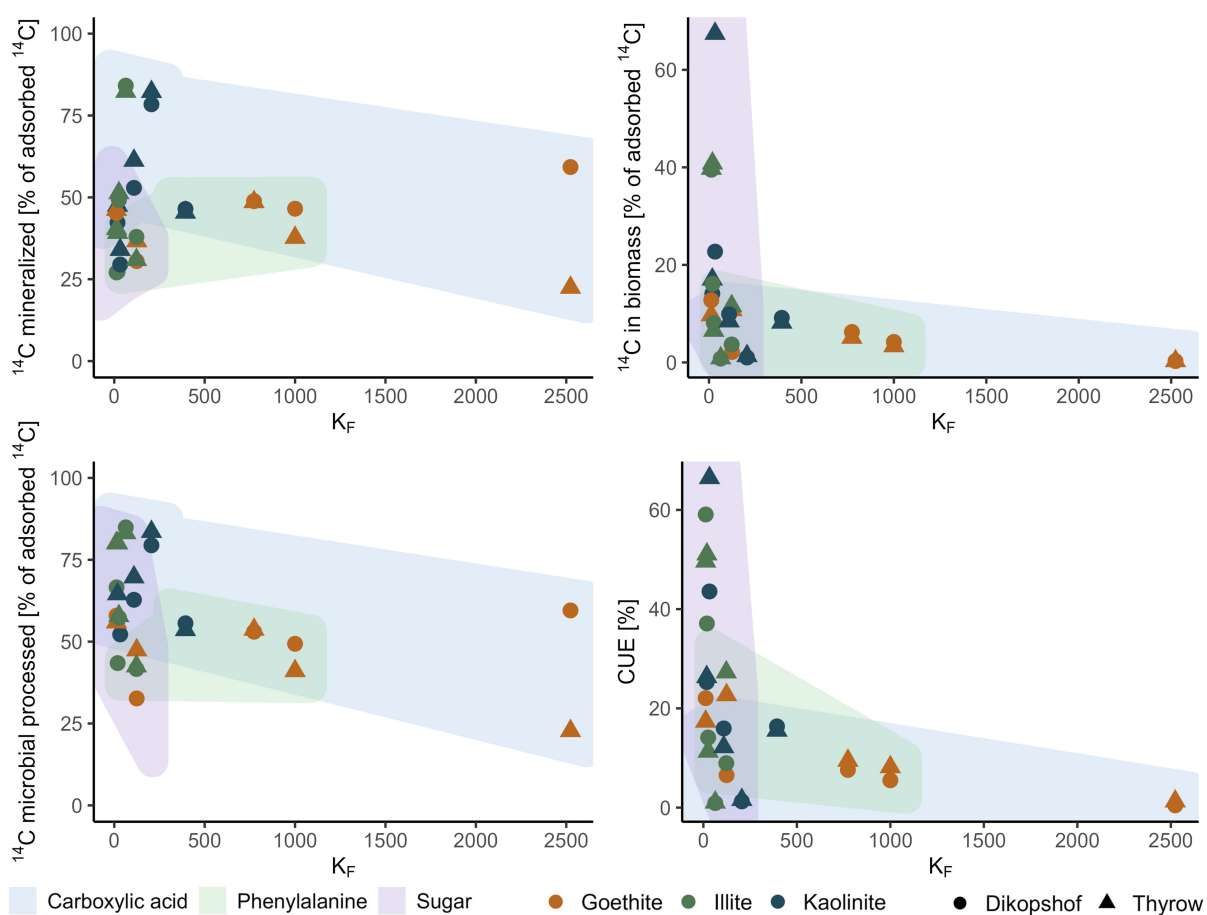 ¹⁴C mineralized [% of adsorbed ¹⁴C]
100
75
50
25
0
0 500 1000 1500 2000 2500
K_F
¹⁴C in biomass [% of adsorbed ¹⁴C]
60
40
20
0
0 500 1000 1500 2000 2500
K_F
¹⁴C microbial processed [% of adsorbed ¹⁴C]
100
75
50
25
0
0 500 1000 1500 2000 2500
K_F
CUE [%]
60
40
20
0
0 500 1000 1500 2000 2500
K_F
Carboxylic acid Phenylalanine Sugar Goethite Illite Kaolinite Dikopshof Thyrow